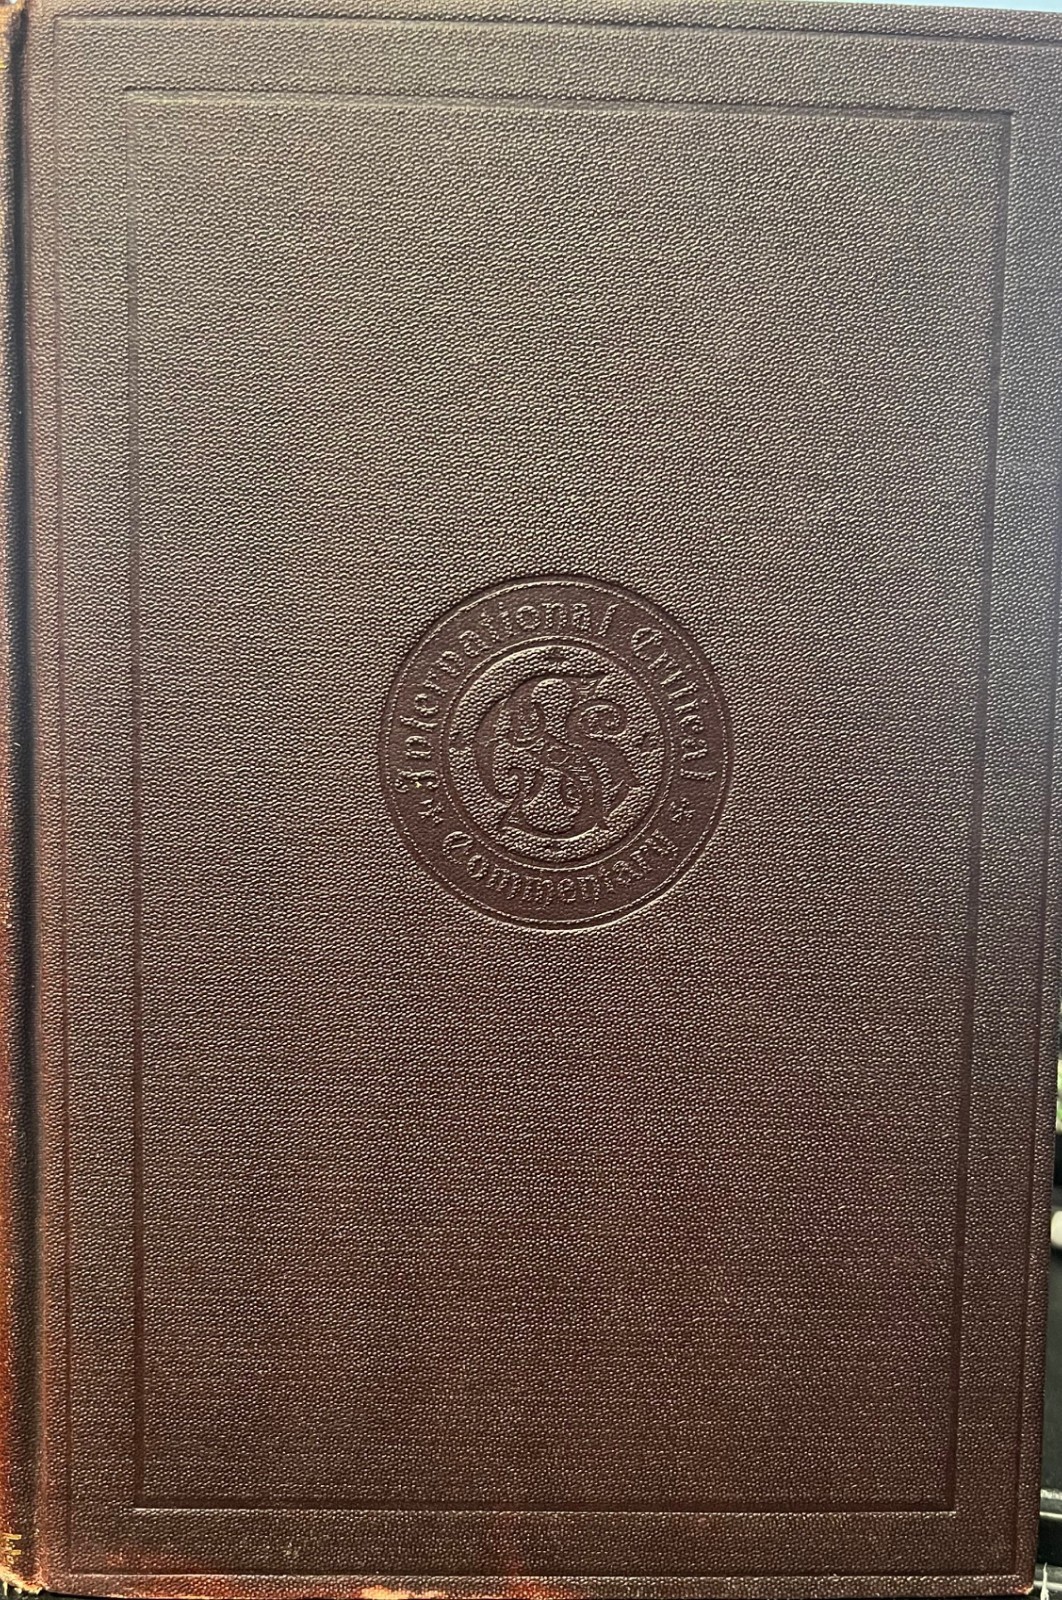 International Critical
Commentary